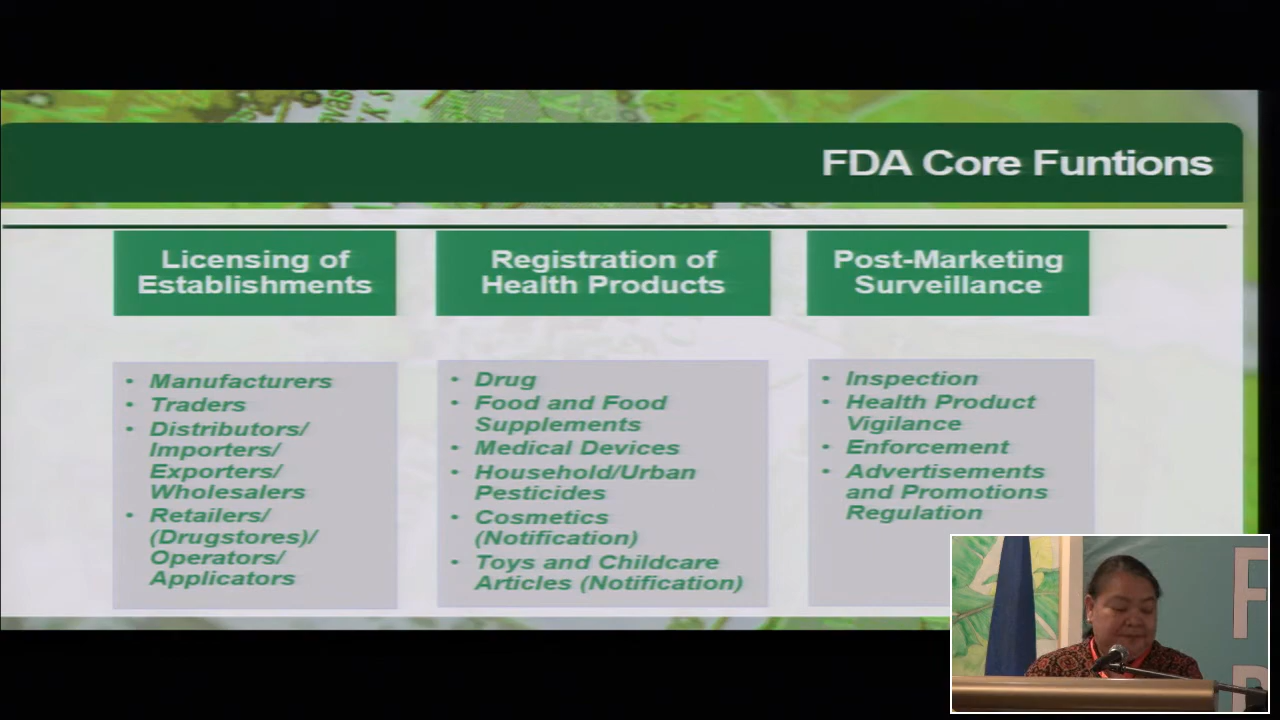 FDA Core Funtions
Licensing of
Establishments
Registration of
Health Products
Post-Marketing
Surveillance
• Manufacturers
• Traders
• Distributors/
Importers/
Exporters/
Wholesalers
• Retailers/
(Drugstores)/
Operators/
Applicators
• Drug
• Food and Food
Supplements
• Medical Devices
• Household/Urban
Pesticides
• Cosmetics
(Notification)
• Toys and Childcare
Articles (Notification)
• Inspection
• Health Product
Vigilance
• Enforcement
• Advertisements
and Promotions
Regulation